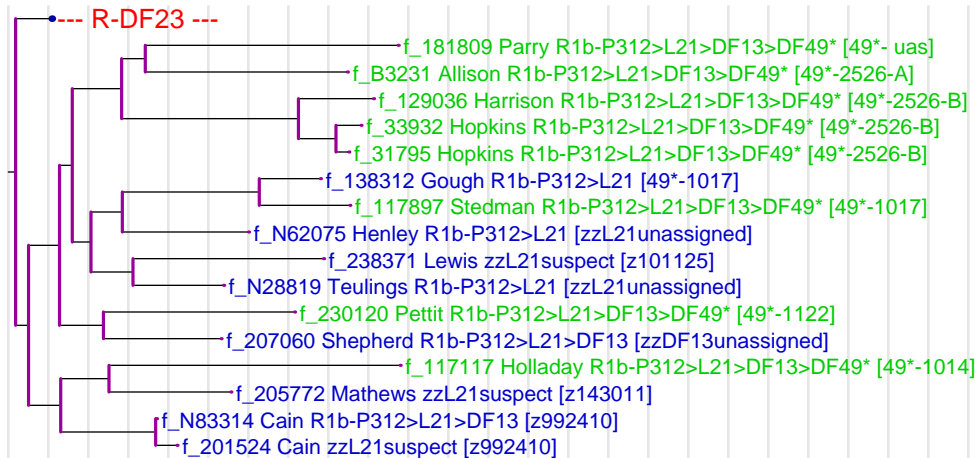 --- R-DF23 ---
f_181809 Parry R1b-P312>L21>DF13>DF49* [49*- uas]
f_B3231 Allison R1b-P312>L21>DF13>DF49* [49*-2526-A]
f_129036 Harrison R1b-P312>L21>DF13>DF49* [49*-2526-B]
f_33932 Hopkins R1b-P312>L21>DF13>DF49* [49*-2526-B]
f_31795 Hopkins R1b-P312>L21>DF13>DF49* [49*-2526-B]
f_138312 Gough R1b-P312>L21 [49*-1017]
f_117897 Stedman R1b-P312>L21>DF13>DF49* [49*-1017]
f_N62075 Henley R1b-P312>L21 [zzL21unassigned]
f_238371 Lewis zzL21suspect [z101125]
f_N28819 Teulings R1b-P312>L21 [zzL21unassigned]
f_230120 Pettit R1b-P312>L21>DF13>DF49* [49*-1122]
f_207060 Shepherd R1b-P312>L21>DF13 [zzDF13unassigned]
f_117117 Holladay R1b-P312>L21>DF13>DF49* [49*-1014]
f_205772 Mathews zzL21suspect [z143011]
f_N83314 Cain R1b-P312>L21>DF13 [z992410]
f_201524 Cain zzL21suspect [z992410]